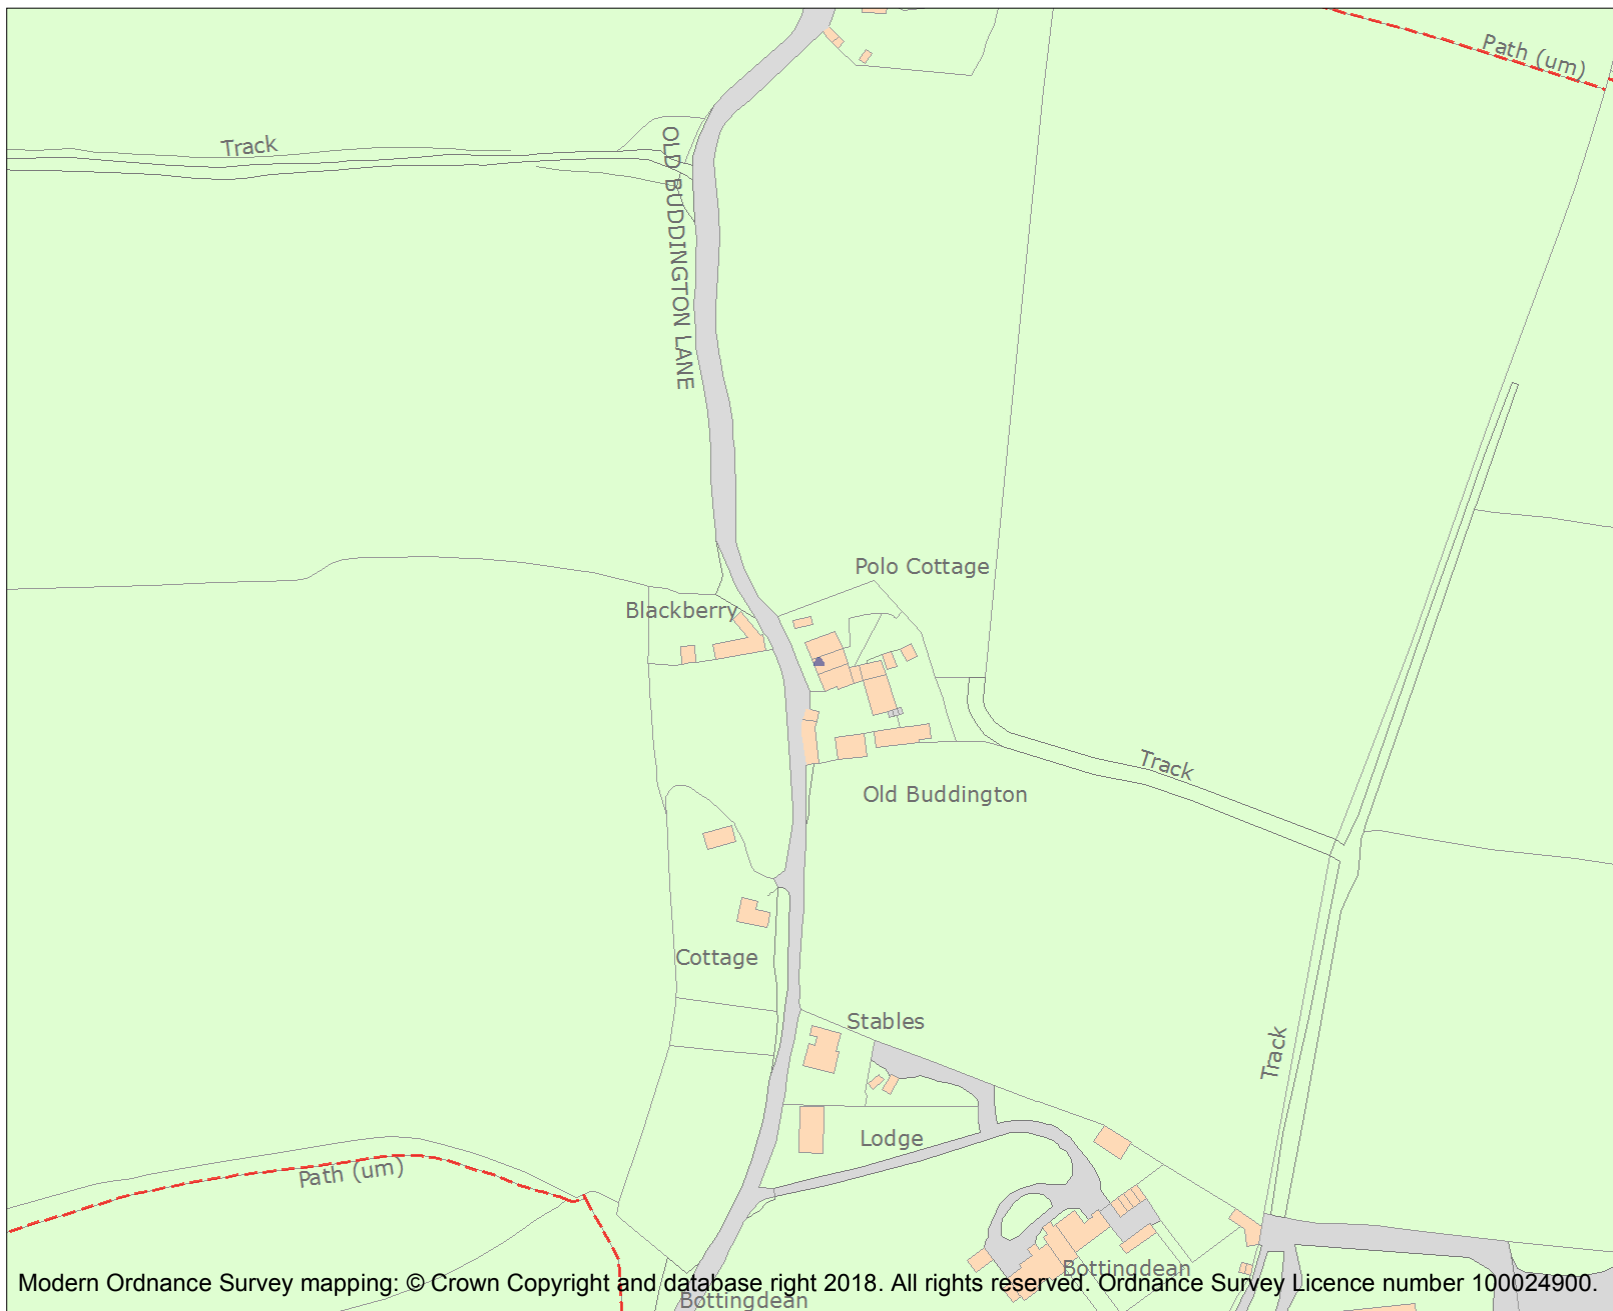 Path (um)
Track
OLD BUDDINGTON LANE
Polo Cottage
Blackberry
Track
Old Buddington
Cottage
Stables
Track
Lodge
Path (um)
Bottingdean
Modern Ordnance Survey mapping: © Crown Copyright and database right 2018. All rights reserved. Ordnance Survey Licence number 100024900.
Bottingdean